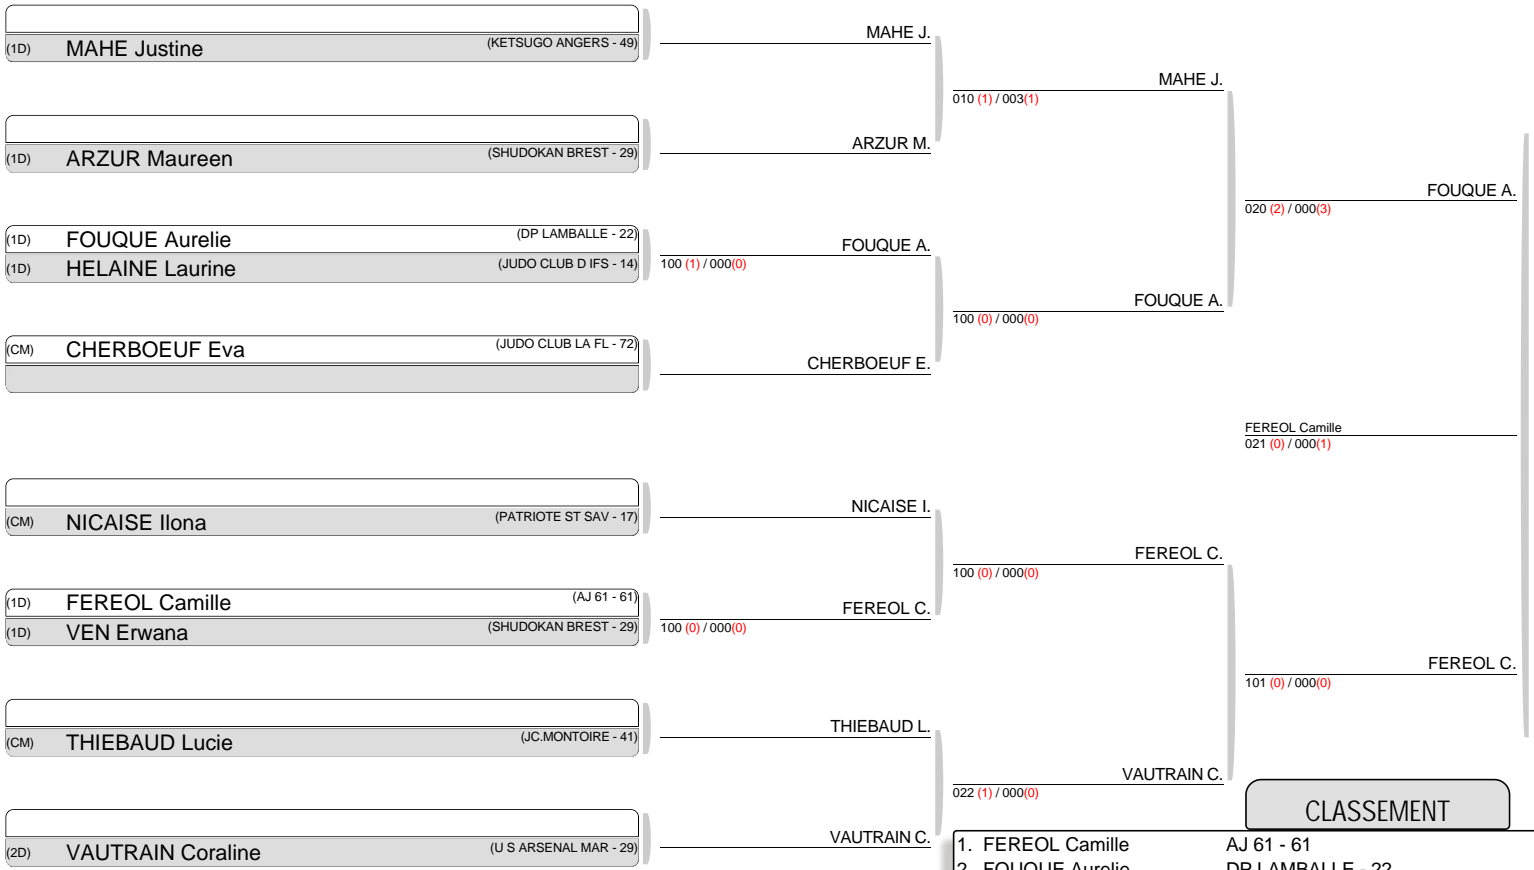 (1D) MAHE Justine (KETSUGO ANGERS - 49)
(1D) ARZUR Maureen (SHUDOKAN BREST - 29)
(1D) FOUQUE Aurelie (DP LAMBALLE - 22)
(1D) HELAINE Laurine (JUDO CLUB D IFS - 14)
(CM) CHERBOEUF Eva (JUDO CLUB LA FL - 72)
(CM) NICAISE Ilona (PATRIOTE ST SAV - 17)
(1D) FEREOL Camille (AJ 61 - 61)
(1D) VEN Erwana (SHUDOKAN BREST - 29)
(CM) THIEBAUD Lucie (JC.MONTOIRE - 41)
(2D) VAUTRAIN Coraline (U S ARSENAL MAR - 29)
MAHE J.
ARZUR M.
FOUQUE A.
100 (1) / 000(0)
CHERBOEUF E.
NICAISE I.
FEREOL C.
100 (0) / 000(0)
THIEBAUD L.
VAUTRAIN C.
MAHE J.
010 (1) / 003(1)
FOUQUE A.
100 (0) / 000(0)
FEREOL C.
100 (0) / 000(0)
VAUTRAIN C.
022 (1) / 000(0)
FOUQUE A.
020 (2) / 000(3)
FEREOL Camille
021 (0) / 000(1)
FEREOL C.
101 (0) / 000(0)
CLASSEMENT
1. FEREOL Camille AJ 61 - 61
2. FOUQUE Aurelie DP LAMBALLE - 22